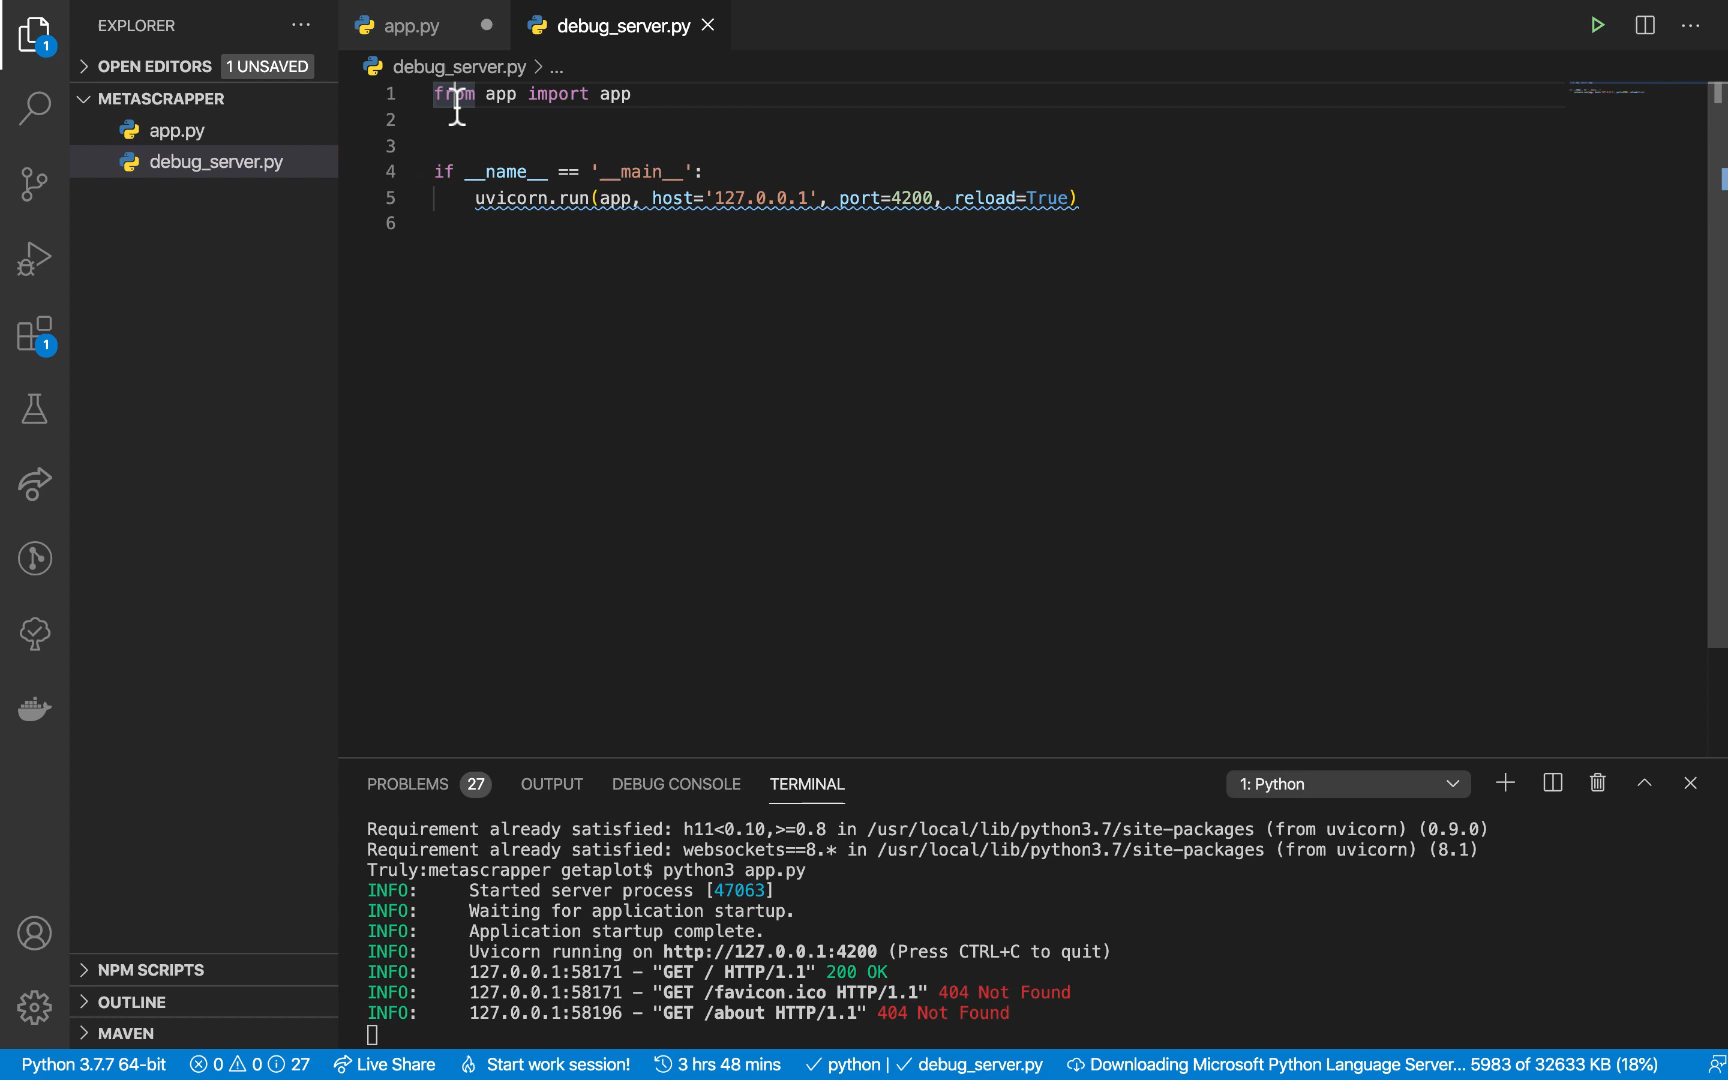 EXPLORER
OPEN EDITORS 1 UNSAVED
METASCRAPPER
app.py
debug_server.py
NPM SCRIPTS
OUTLINE
MAVEN
1
1
app.py
debug_server.py
debug_server.py > ...
1 from app import app
2
3
4 if __name__ == '__main__':
5 uvicorn.run(app, host='127.0.0.1', port=4200, reload=True)
6
PROBLEMS 27 OUTPUT DEBUG CONSOLE TERMINAL 1: Python
Requirement already satisfied: h11<0.10,>=0.8 in /usr/local/lib/python3.7/site-packages (from uvicorn) (0.9.0)
Requirement already satisfied: websockets==8.* in /usr/local/lib/python3.7/site-packages (from uvicorn) (8.1)
Truly:metascrapper getaplot$ python3 app.py
INFO: Started server process [47063]
INFO: Waiting for application startup.
INFO: Application startup complete.
INFO: Uvicorn running on http://127.0.0.1:4200 (Press CTRL+C to quit)
INFO: 127.0.0.1:58171 - "GET / HTTP/1.1" 200 OK
INFO: 127.0.0.1:58171 - "GET /favicon.ico HTTP/1.1" 404 Not Found
INFO: 127.0.0.1:58196 - "GET /about HTTP/1.1" 404 Not Found
Python 3.7.7 64-bit 0 0 27 Live Share Start work session! 3 hrs 48 mins python | debug_server.py Downloading Microsoft Python Language Server... 5983 of 32633 KB (18%)